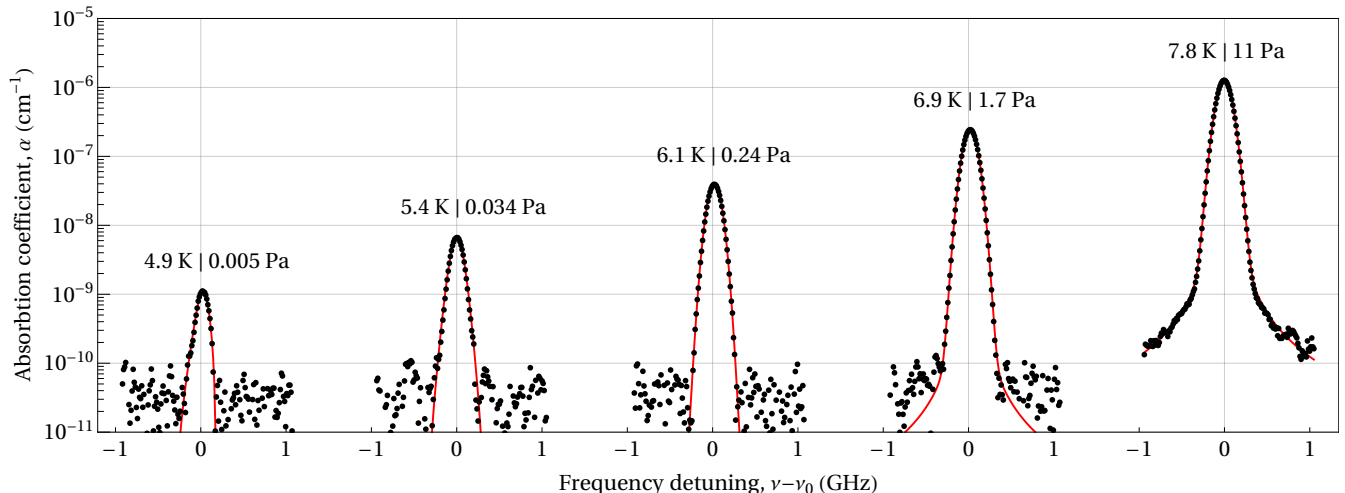 10⁻⁵
7.8 K | 11 Pa
10⁻⁶
6.9 K | 1.7 Pa
10⁻⁷
6.1 K | 0.24 Pa
5.4 K | 0.034 Pa
10⁻⁸
4.9 K | 0.005 Pa
10⁻⁹
10⁻¹⁰
10⁻¹¹
Absorbtion coefficient, α (cm⁻¹)
−1 0 1 −1 0 1 −1 0 1 −1 0 1 −1 0 1
Frequency detuning, ν−ν₀ (GHz)